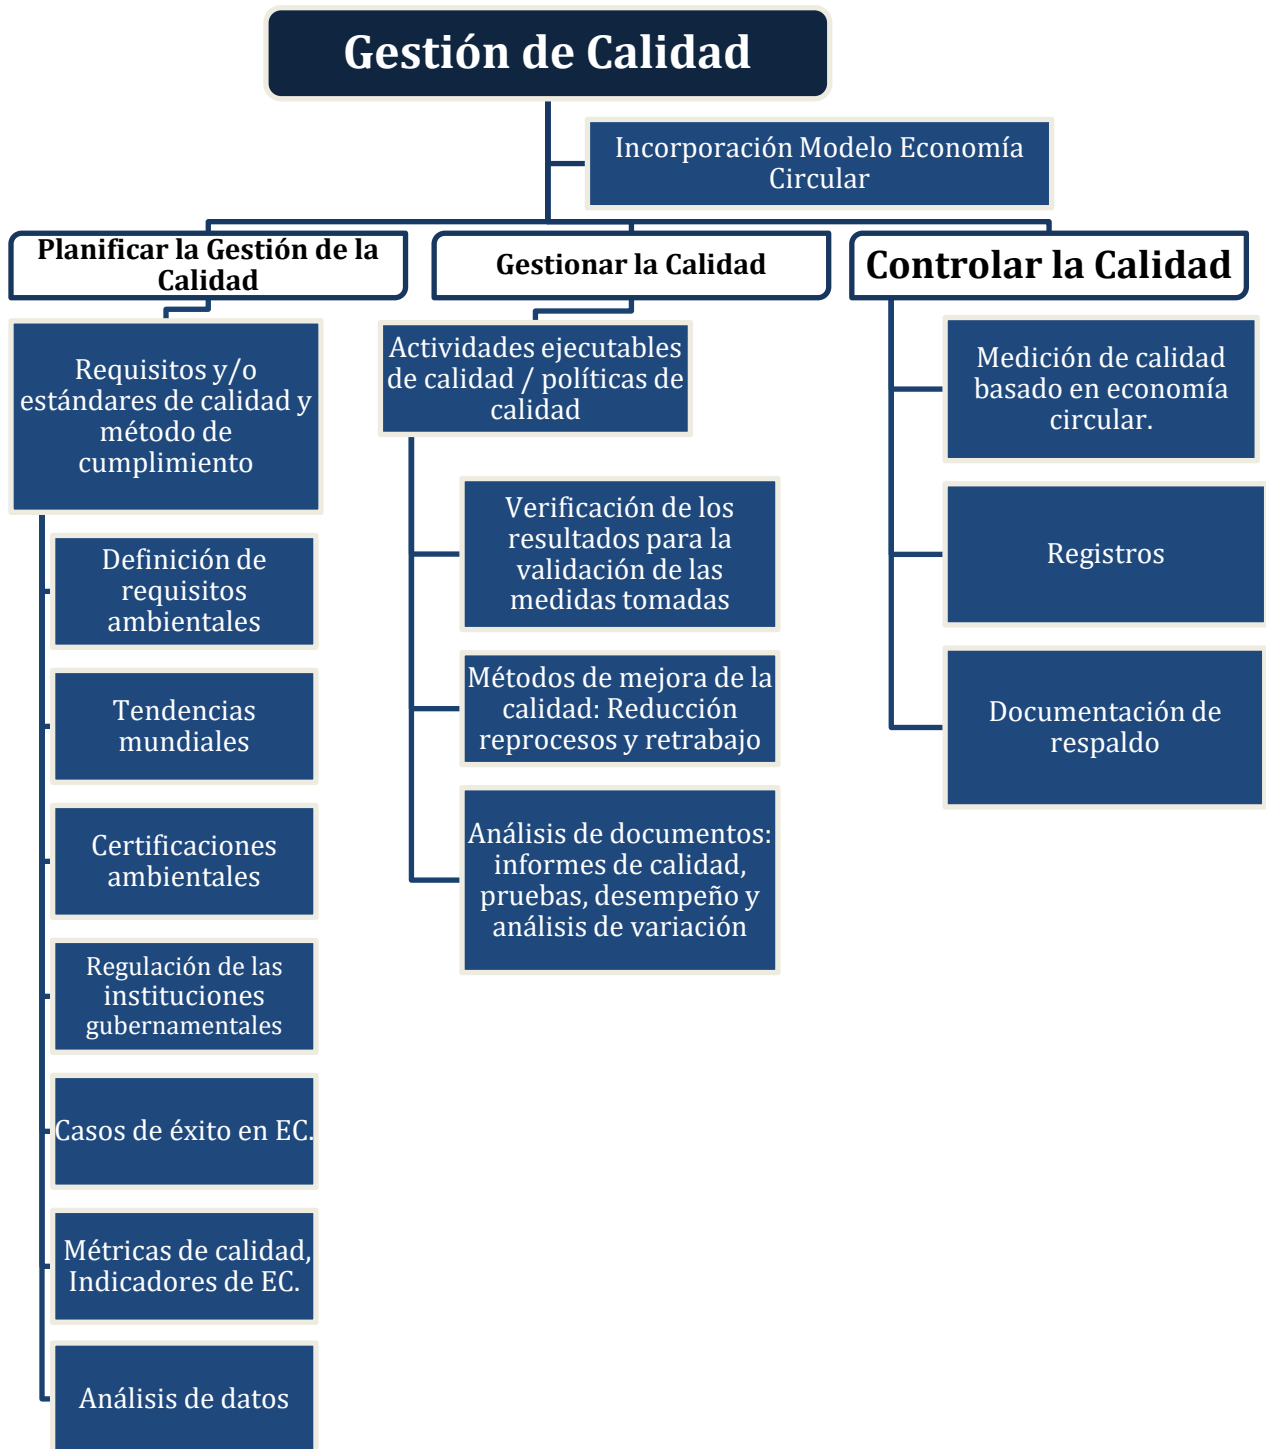 Gestión de Calidad
Incorporación Modelo Economía
Circular
Planificar la Gestión de la
Calidad
Requisitos y/o
estándares de calidad y
método de
cumplimiento
Definición de
requisitos
ambientales
Tendencias
mundiales
Certificaciones
ambientales
Regulación de las
instituciones
gubernamentales
Casos de éxito en EC.
Métricas de calidad,
Indicadores de EC.
Análisis de datos
Gestionar la Calidad
Actividades ejecutables
de calidad / políticas de
calidad
Verificación de los
resultados para la
validación de las
medidas tomadas
Métodos de mejora de la
calidad: Reducción
reprocesos y retrabajo
Análisis de documentos:
informes de calidad,
pruebas, desempeño y
análisis de variación
Controlar la Calidad
Medición de calidad
basado en economía
circular.
Registros
Documentación de
respaldo